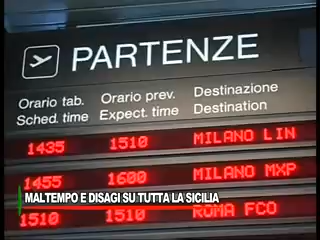 PARTENZE
Orario tab. Orario prev. Destinazione
Sched. time Expect. time Destination
1435 1510 MILANO LIN
1455 1600 MILANO MXP
MALTEMPO E DISAGI SU TUTTA LA SICILIA
1510 1510 ROMA FCO